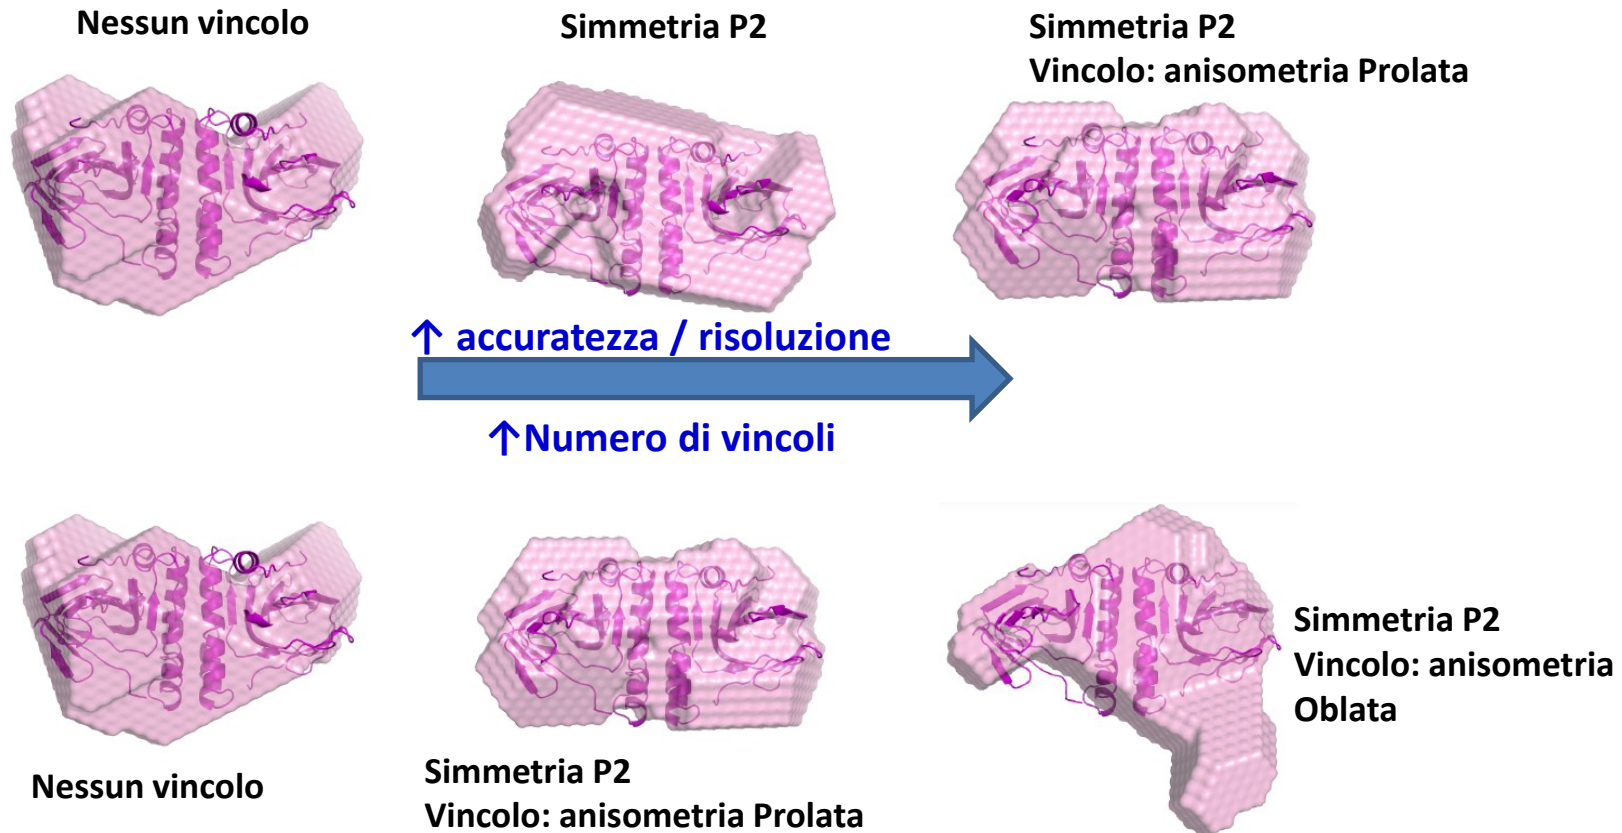 Nessun vincolo
Simmetria P2
Simmetria P2
Vincolo: anisometria Prolata
↑ accuratezza / risoluzione
↑Numero di vincoli
Nessun vincolo
Simmetria P2
Vincolo: anisometria Prolata
Simmetria P2
Vincolo: anisometria
Oblata